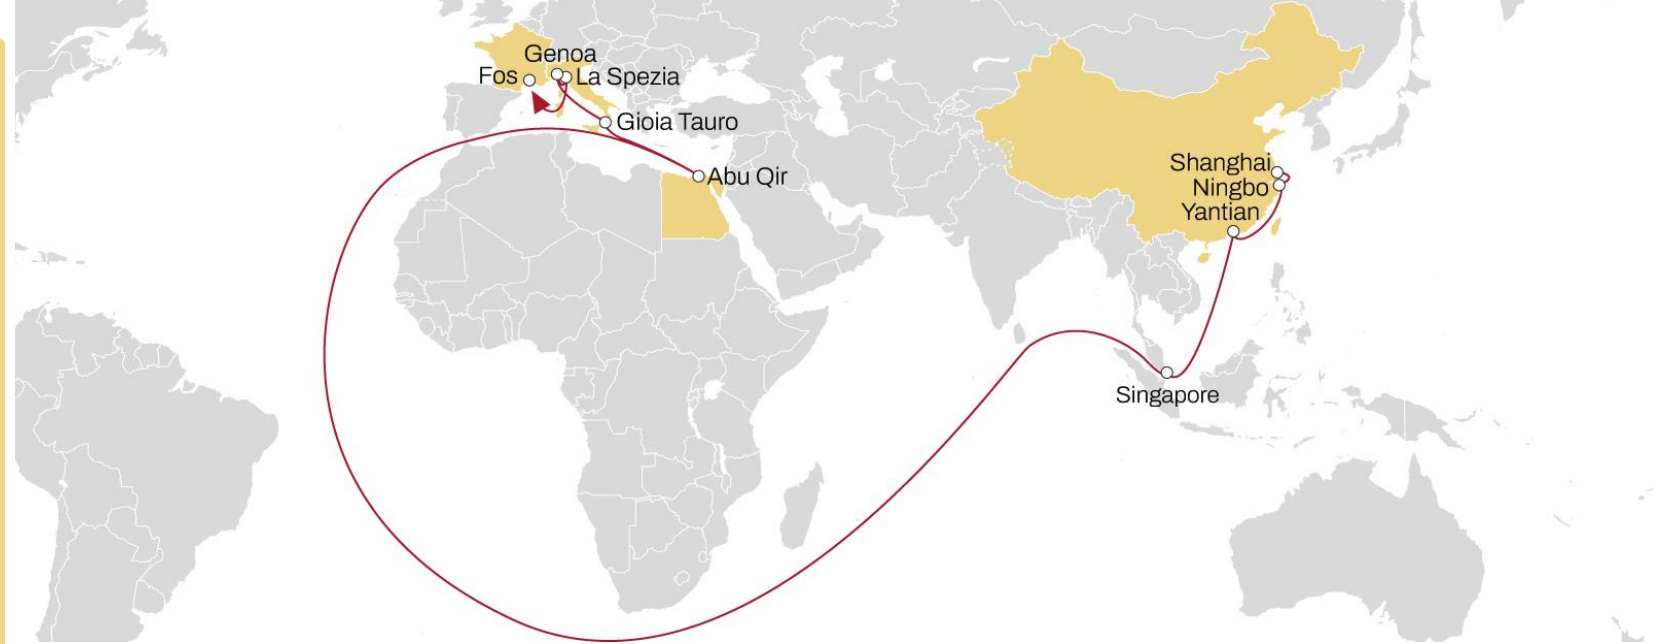 Genoa
Fos
La Spezia
Gioia Tauro
Abu Qir
Shanghai
Ningbo
Yantian
Singapore